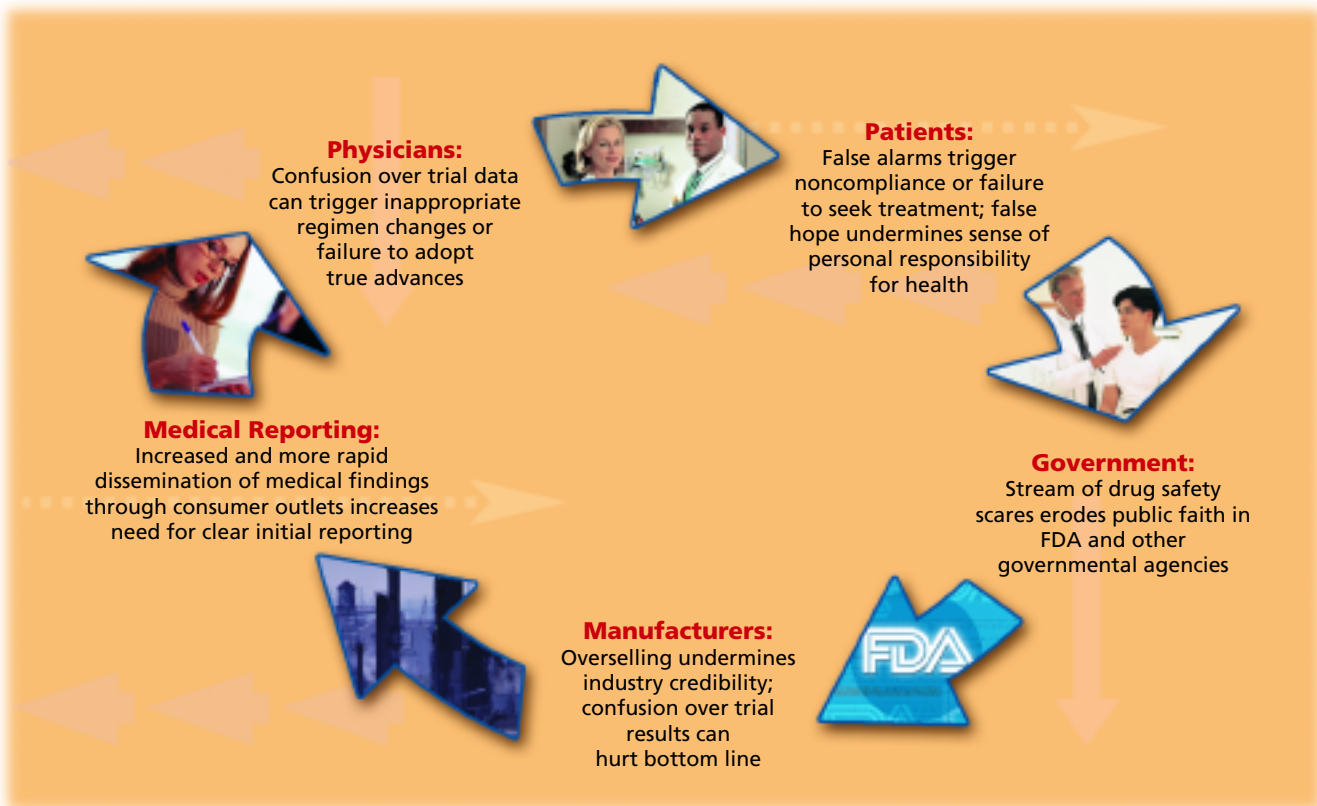 Physicians:
Confusion over trial data
can trigger inappropriate
regimen changes or
failure to adopt
true advances
Patients:
False alarms trigger
noncompliance or failure
to seek treatment; false
hope undermines sense of
personal responsibility
for health
Medical Reporting:
Increased and more rapid
dissemination of medical findings
through consumer outlets increases
need for clear initial reporting
Government:
Stream of drug safety
scares erodes public faith in
FDA and other
governmental agencies
Manufacturers:
Overselling undermines
industry credibility;
confusion over trial
results can
hurt bottom line
FDA